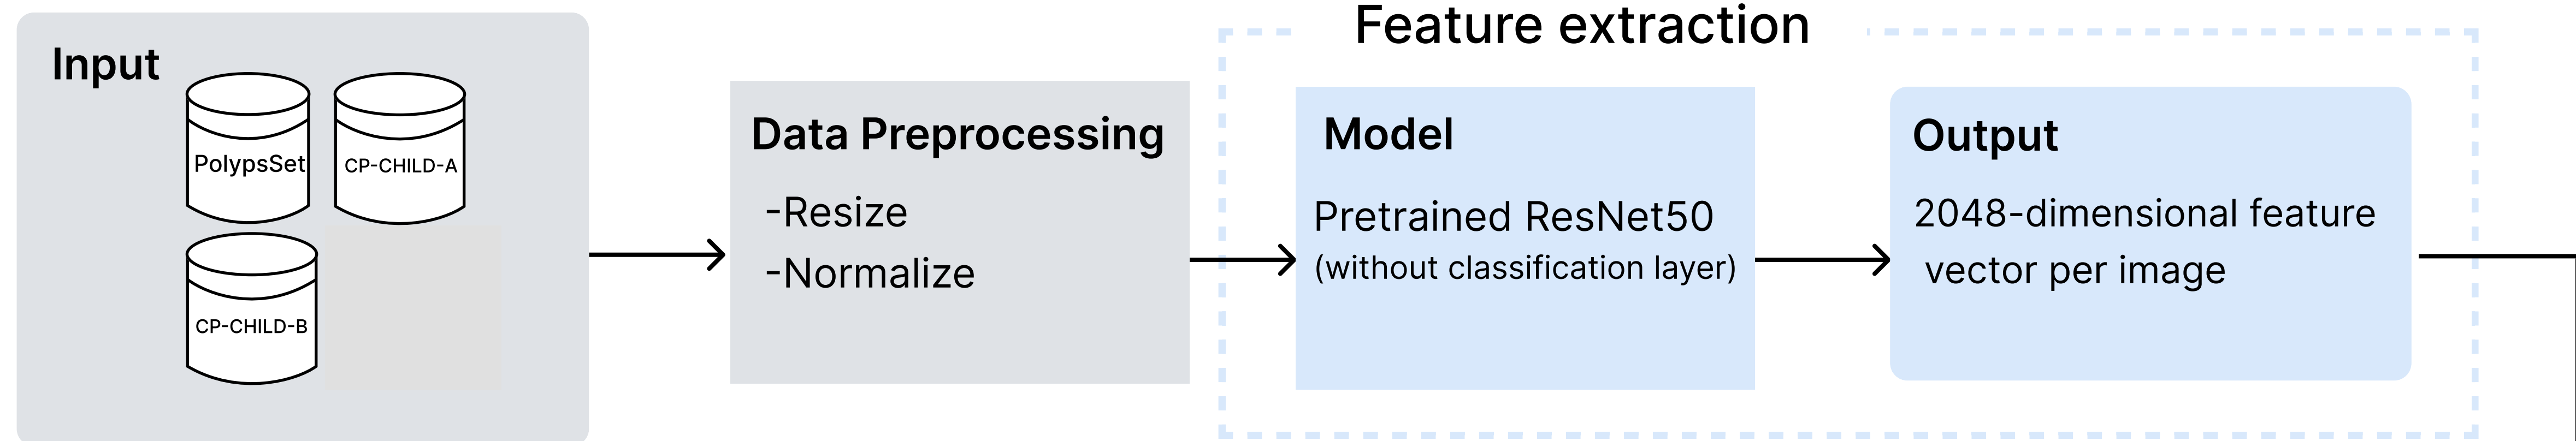 Input
PolypsSet
CP-CHILD-A
CP-CHILD-B
Data Preprocessing
-Resize
-Normalize
Feature extraction
Model
Pretrained ResNet50
(without classification layer)
Output
2048-dimensional feature
vector per image